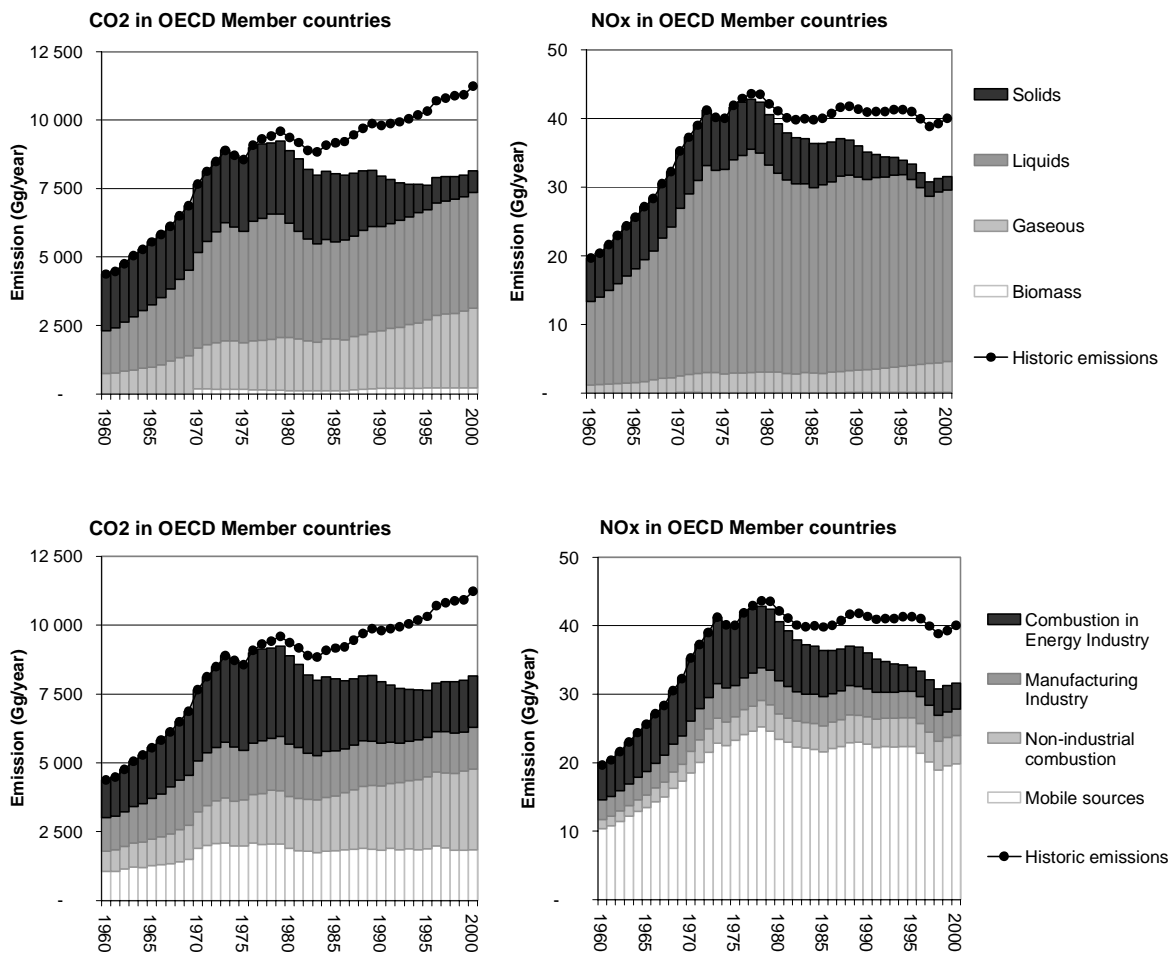 CO2 in OECD Member countries
12 500
10 000
7 500
5 000
2 500
-
Emission (Gg/year)
1960
1965
1970
1975
1980
1985
1990
1995
2000
NOx in OECD Member countries
50
40
30
20
10
-
Emission (Gg/year)
1960
1965
1970
1975
1980
1985
1990
1995
2000
Solids
Liquids
Gaseous
Biomass
Historic emissions
CO2 in OECD Member countries
12 500
10 000
7 500
5 000
2 500
-
Emission (Gg/year)
1960
1965
1970
1975
1980
1985
1990
1995
2000
NOx in OECD Member countries
50
40
30
20
10
-
Emission (Gg/year)
1960
1965
1970
1975
1980
1985
1990
1995
2000
Combustion in
Energy Industry
Manufacturing
Industry
Non-industrial
combustion
Mobile sources
Historic emissions